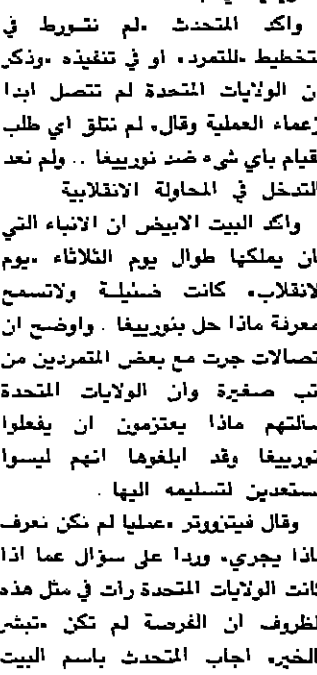 واكد المتحدث «لم نتورط في
تخطيط «للتمرد» او في تنفيذه «وذكر
ن الولايات المتحدة لم تتصل ابدا
زعماء العملية وقال» لم نتلق اي طلب
لقيام باي شيء ضد نورييغا .. ولم نعد
لتدخل في المحاولة الانقلابية
واكد البيت الابيض ان الانباء التي
ان يملكها طوال يوم الثلاثاء «يوم
لانقلاب» كانت ضئيلة ولاتسمح
معرفة ماذا حل بنورييغا . واوضح ان
تصالات جرت مع بعض المتمردين من
تب صغيرة وان الولايات المتحدة
سألتهم ماذا يعتزمون ان يفعلوا
نورييغا وقد ابلغوها انهم ليسوا
ستعدين لتسليمه اليها .
وقال فيتزووتر «عمليا لم نكن نعرف
اذا يجري» وردا على سؤال عما اذا
كانت الولايات المتحدة رات في مثل هذه
لظروف ان الفرصة لم تكن «تبشر
الخير» اجاب المتحدث باسم البيت